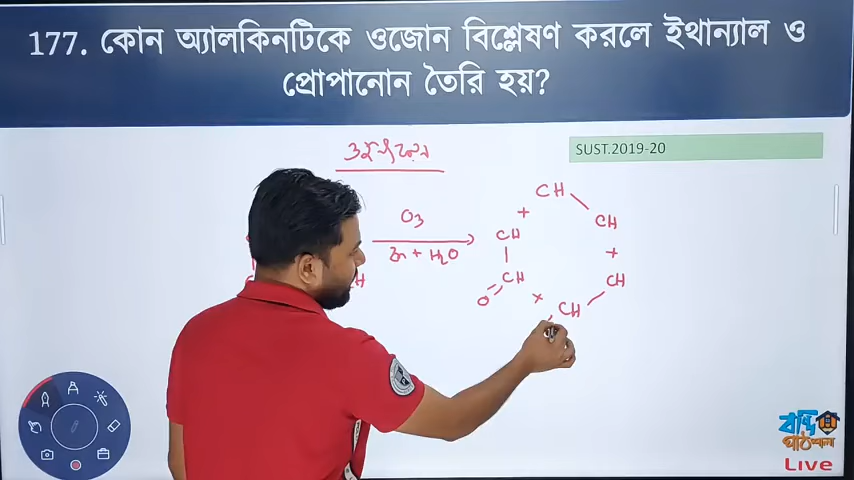 177. কোন অ্যালকিনটিকে ওজোন বিশ্লেষণ করলে ইথান্যাল ও
প্রোপানোন তৈরি হয়?
SUST.2019-20
O3
Zn + H2O
CH
+
CH
CH
+
CH
CH
O
+
CH
H
বন্দি
পাঠশালা
Live